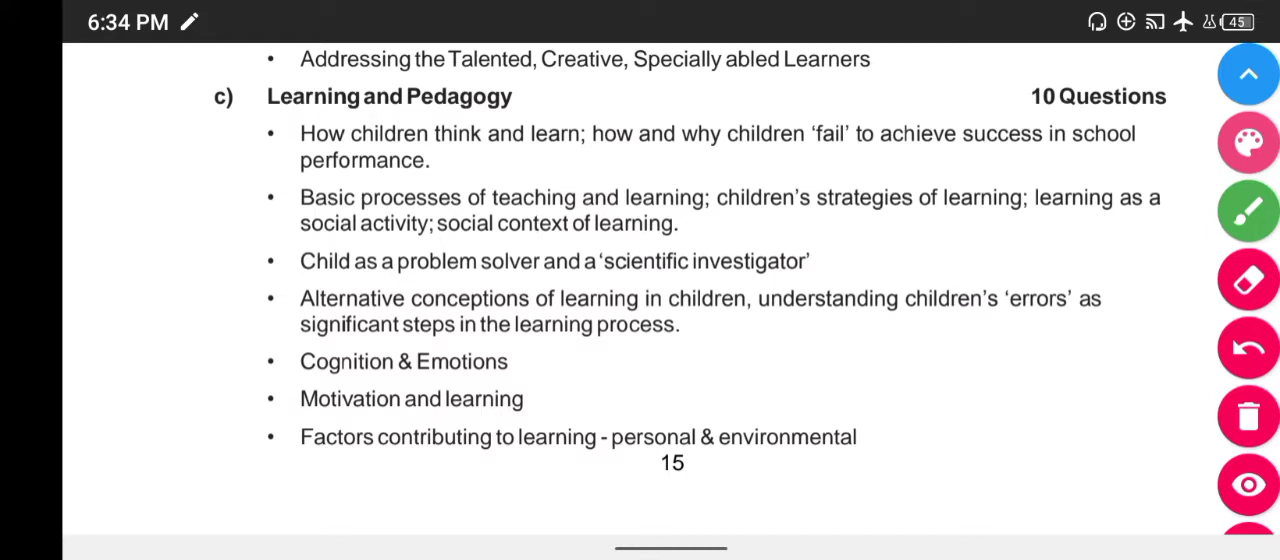 6:34 PM
45
• Addressing the Talented, Creative, Specially abled Learners
c) Learning and Pedagogy 10 Questions
• How children think and learn; how and why children ‘fail’ to achieve success in school
performance.
• Basic processes of teaching and learning; children’s strategies of learning; learning as a
social activity; social context of learning.
• Child as a problem solver and a ‘scientific investigator’
• Alternative conceptions of learning in children, understanding children’s ‘errors’ as
significant steps in the learning process.
• Cognition & Emotions
• Motivation and learning
• Factors contributing to learning - personal & environmental
15